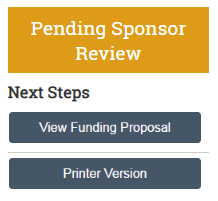 Pending Sponsor
Review
Next Steps
View Funding Proposal
Printer Version